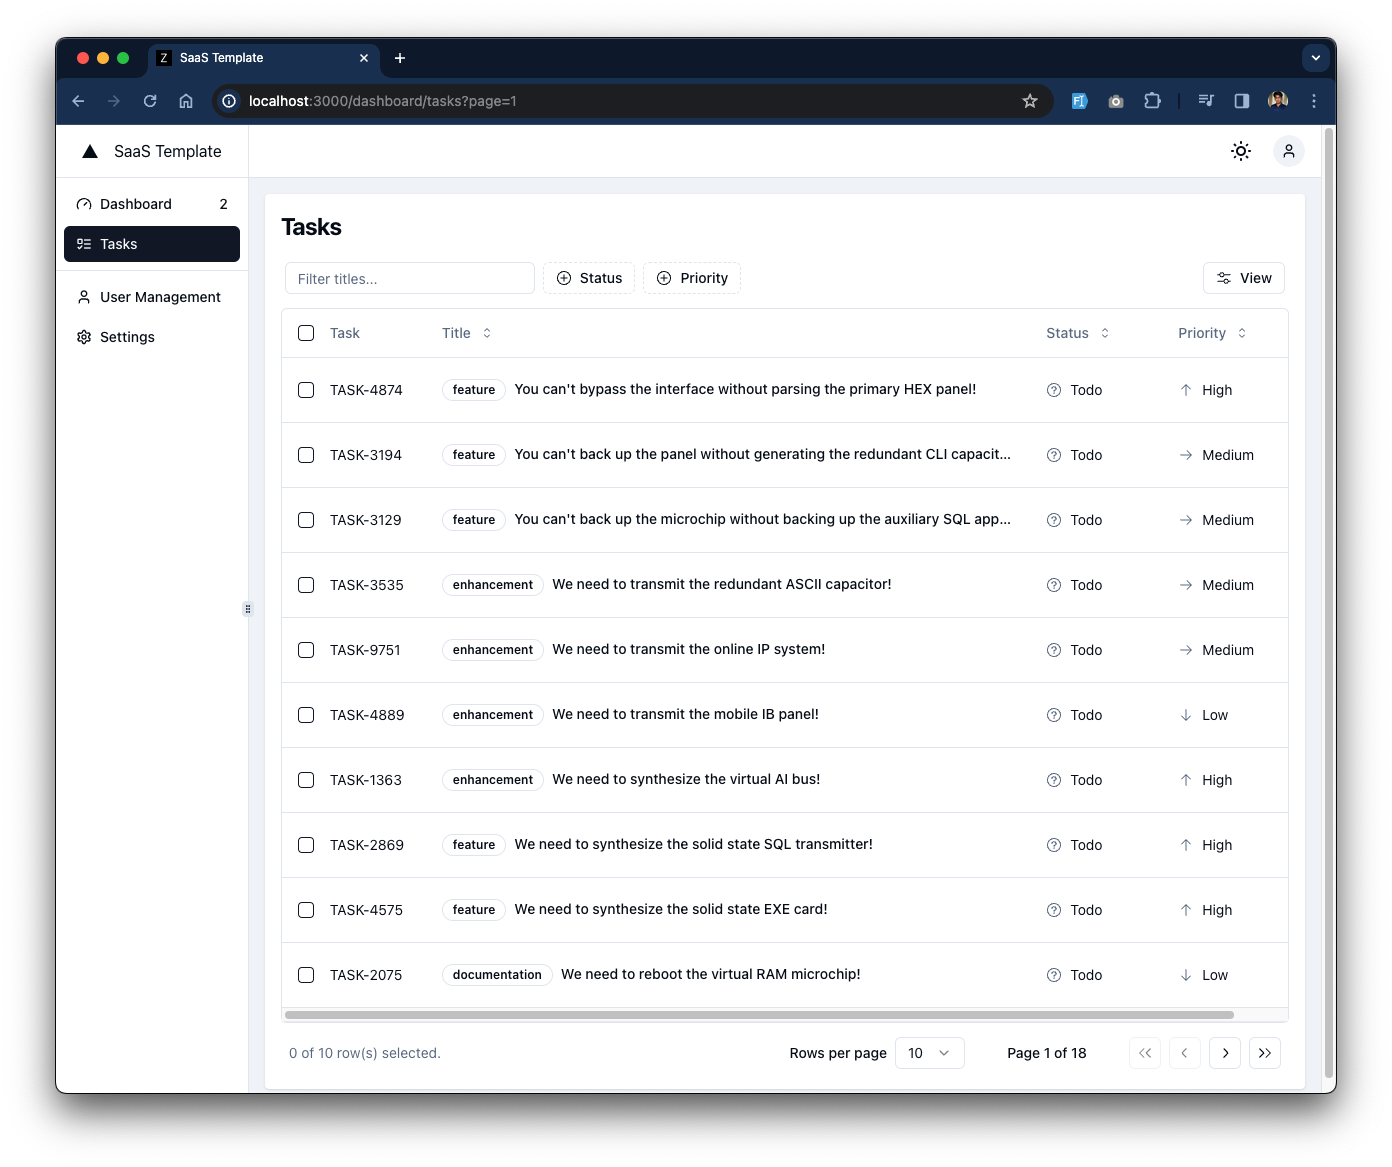 Z SaaS Template
localhost:3000/dashboard/tasks?page=1
SaaS Template
Dashboard 2
Tasks
User Management
Settings
Tasks
Filter titles... Status Priority View
Task Title Status Priority
TASK-4874 feature You can't bypass the interface without parsing the primary HEX panel! Todo High
TASK-3194 feature You can't back up the panel without generating the redundant CLI capacit... Todo Medium
TASK-3129 feature You can't back up the microchip without backing up the auxiliary SQL app... Todo Medium
TASK-3535 enhancement We need to transmit the redundant ASCII capacitor! Todo Medium
TASK-9751 enhancement We need to transmit the online IP system! Todo Medium
TASK-4889 enhancement We need to transmit the mobile IB panel! Todo Low
TASK-1363 enhancement We need to synthesize the virtual AI bus! Todo High
TASK-2869 feature We need to synthesize the solid state SQL transmitter! Todo High
TASK-4575 feature We need to synthesize the solid state EXE card! Todo High
TASK-2075 documentation We need to reboot the virtual RAM microchip! Todo Low
0 of 10 row(s) selected. Rows per page 10 Page 1 of 18